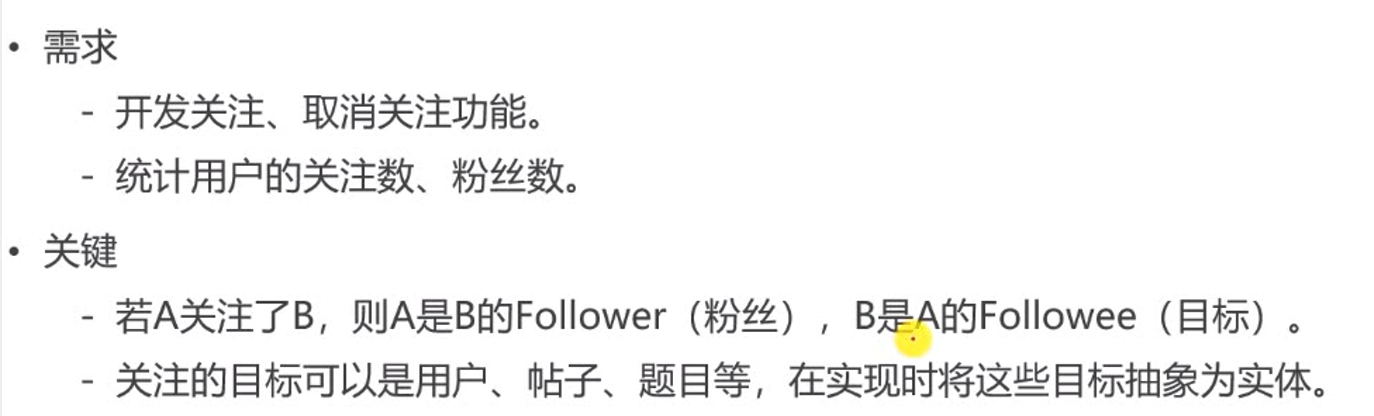 • 需求
- 开发关注、取消关注功能。
- 统计用户的关注数、粉丝数。
• 关键
- 若A关注了B，则A是B的Follower（粉丝），B是A的Followee（目标）。
- 关注的目标可以是用户、帖子、题目等，在实现时将这些目标抽象为实体。